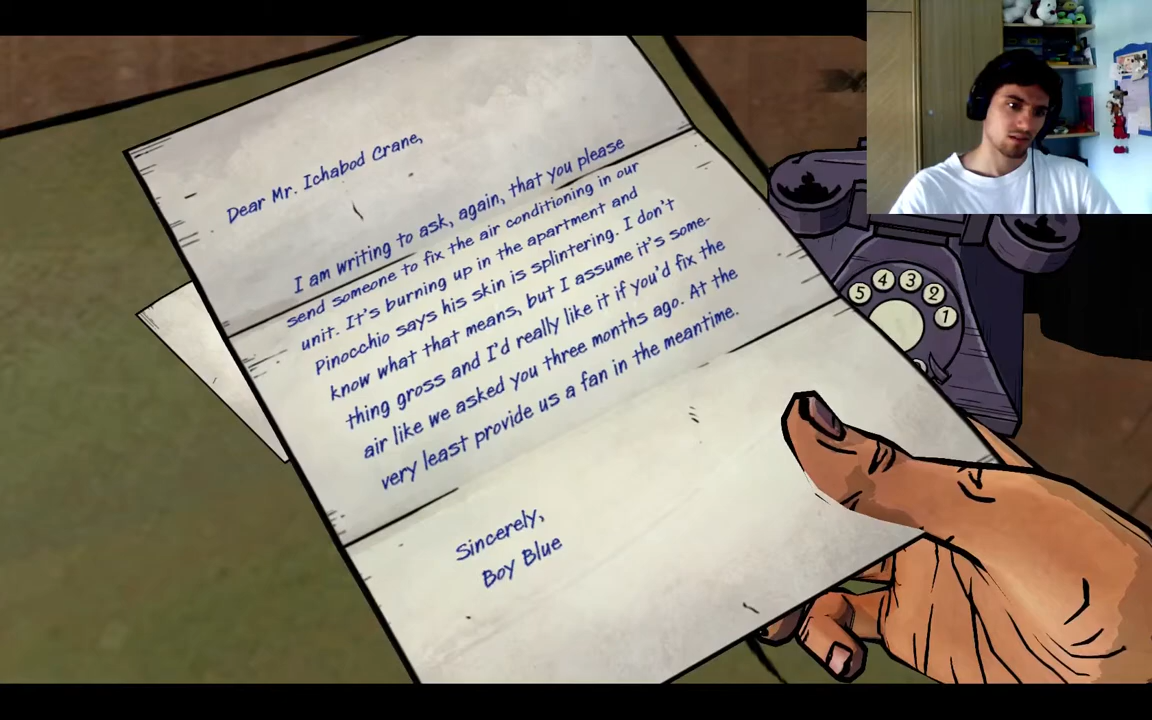 Dear Mr. Ichabod Crane,
I am writing to ask, again, that you please
send someone to fix the air conditioning in our
unit. It's burning up in the apartment and
Pinocchio says his skin is splintering. I don't
know what that means, but I assume it's some-
thing gross and I'd really like it if you'd fix the
air like we asked you three months ago. At the
very least provide us a fan in the meantime.
Sincerely,
Boy Blue
5 4 3 2 1